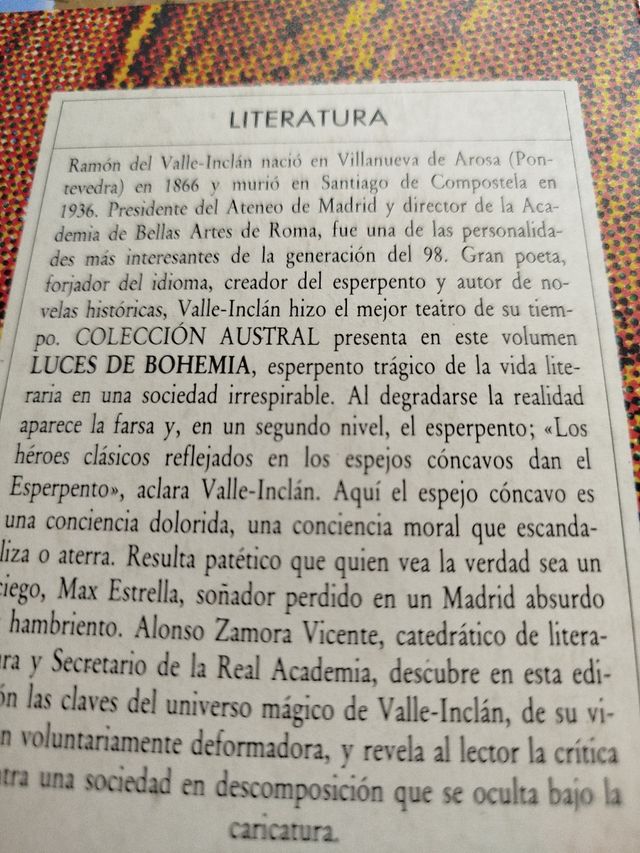 LITERATURA
Ramón del Valle-Inclán nació en Villanueva de Arosa (Pon-
tevedra) en 1866 y murió en Santiago de Compostela en
1936. Presidente del Ateneo de Madrid y director de la Aca-
demia de Bellas Artes de Roma, fue una de las personalida-
des más interesantes de la generación del 98. Gran poeta,
forjador del idioma, creador del esperpento y autor de no-
velas históricas, Valle-Inclán hizo el mejor teatro de su tiem-
po. COLECCIÓN AUSTRAL presenta en este volumen
LUCES DE BOHEMIA, esperpento trágico de la vida lite-
raria en una sociedad irrespirable. Al degradarse la realidad
aparece la farsa y, en un segundo nivel, el esperpento; «Los
héroes clásicos reflejados en los espejos cóncavos dan el
Esperpento», aclara Valle-Inclán. Aquí el espejo cóncavo es
una conciencia dolorida, una conciencia moral que escanda-
liza o aterra. Resulta patético que quien vea la verdad sea un
ciego, Max Estrella, soñador perdido en un Madrid absurdo
hambriento. Alonso Zamora Vicente, catedrático de litera-
ra y Secretario de la Real Academia, descubre en esta edi-
ón las claves del universo mágico de Valle-Inclán, de su vi-
n voluntariamente deformadora, y revela al lector la crítica
tra una sociedad en descomposición que se oculta bajo la
caricatura.